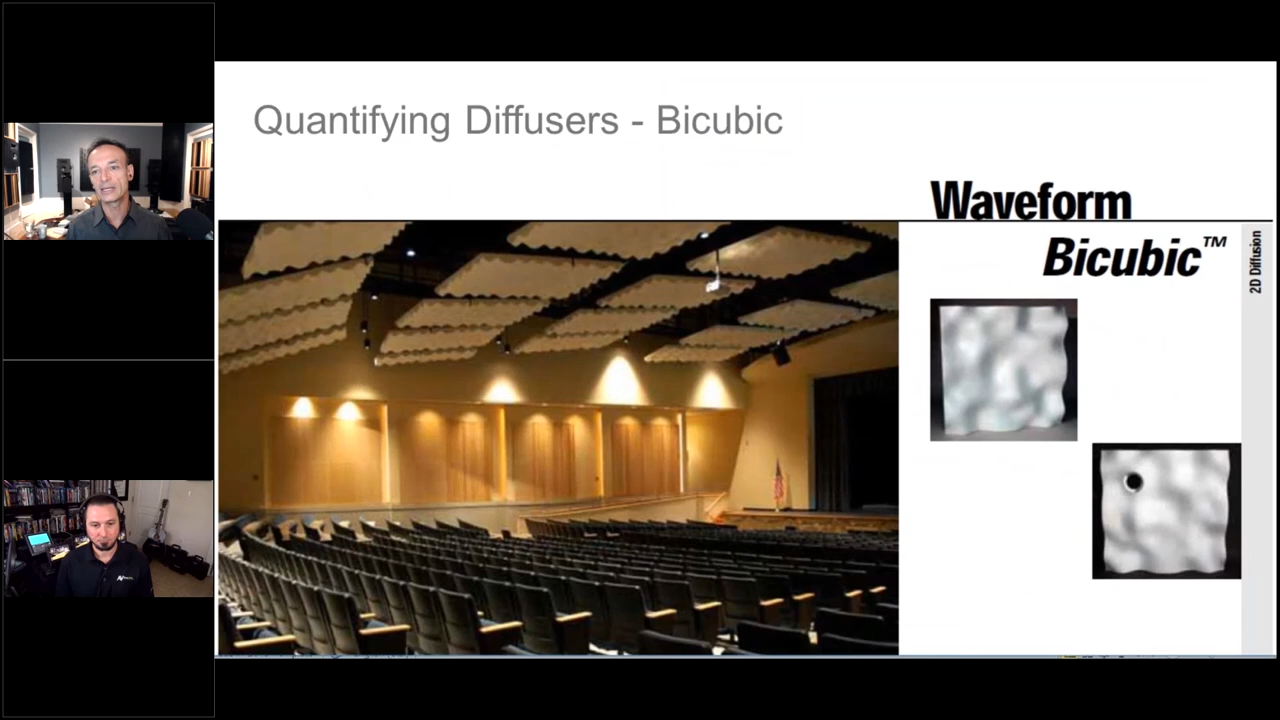 Quantifying Diffusers - Bicubic
Waveform
Bicubic™
2D Diffusion